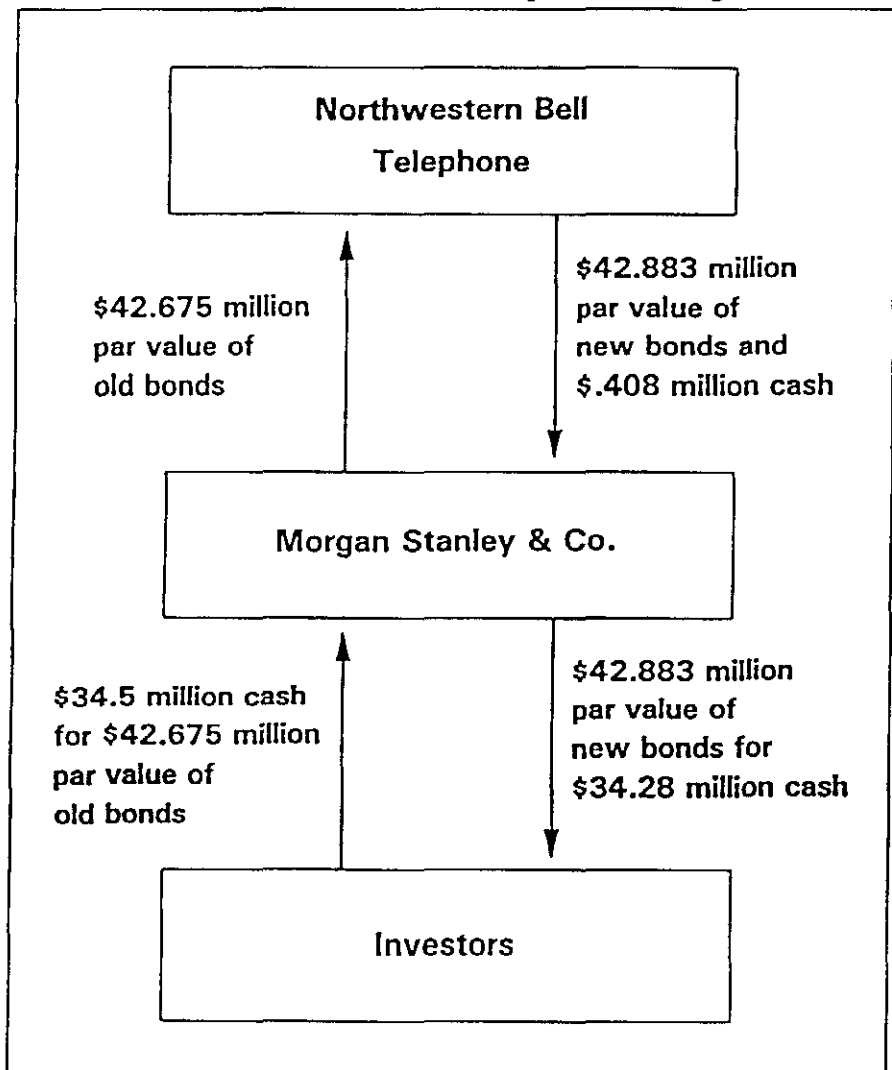 Northwestern Bell
Telephone
$42.675 million
par value of
old bonds
$42.883 million
par value of
new bonds and
$.408 million cash
Morgan Stanley & Co.
$34.5 million cash
for $42.675 million
par value of
old bonds
$42.883 million
par value of
new bonds for
$34.28 million cash
Investors